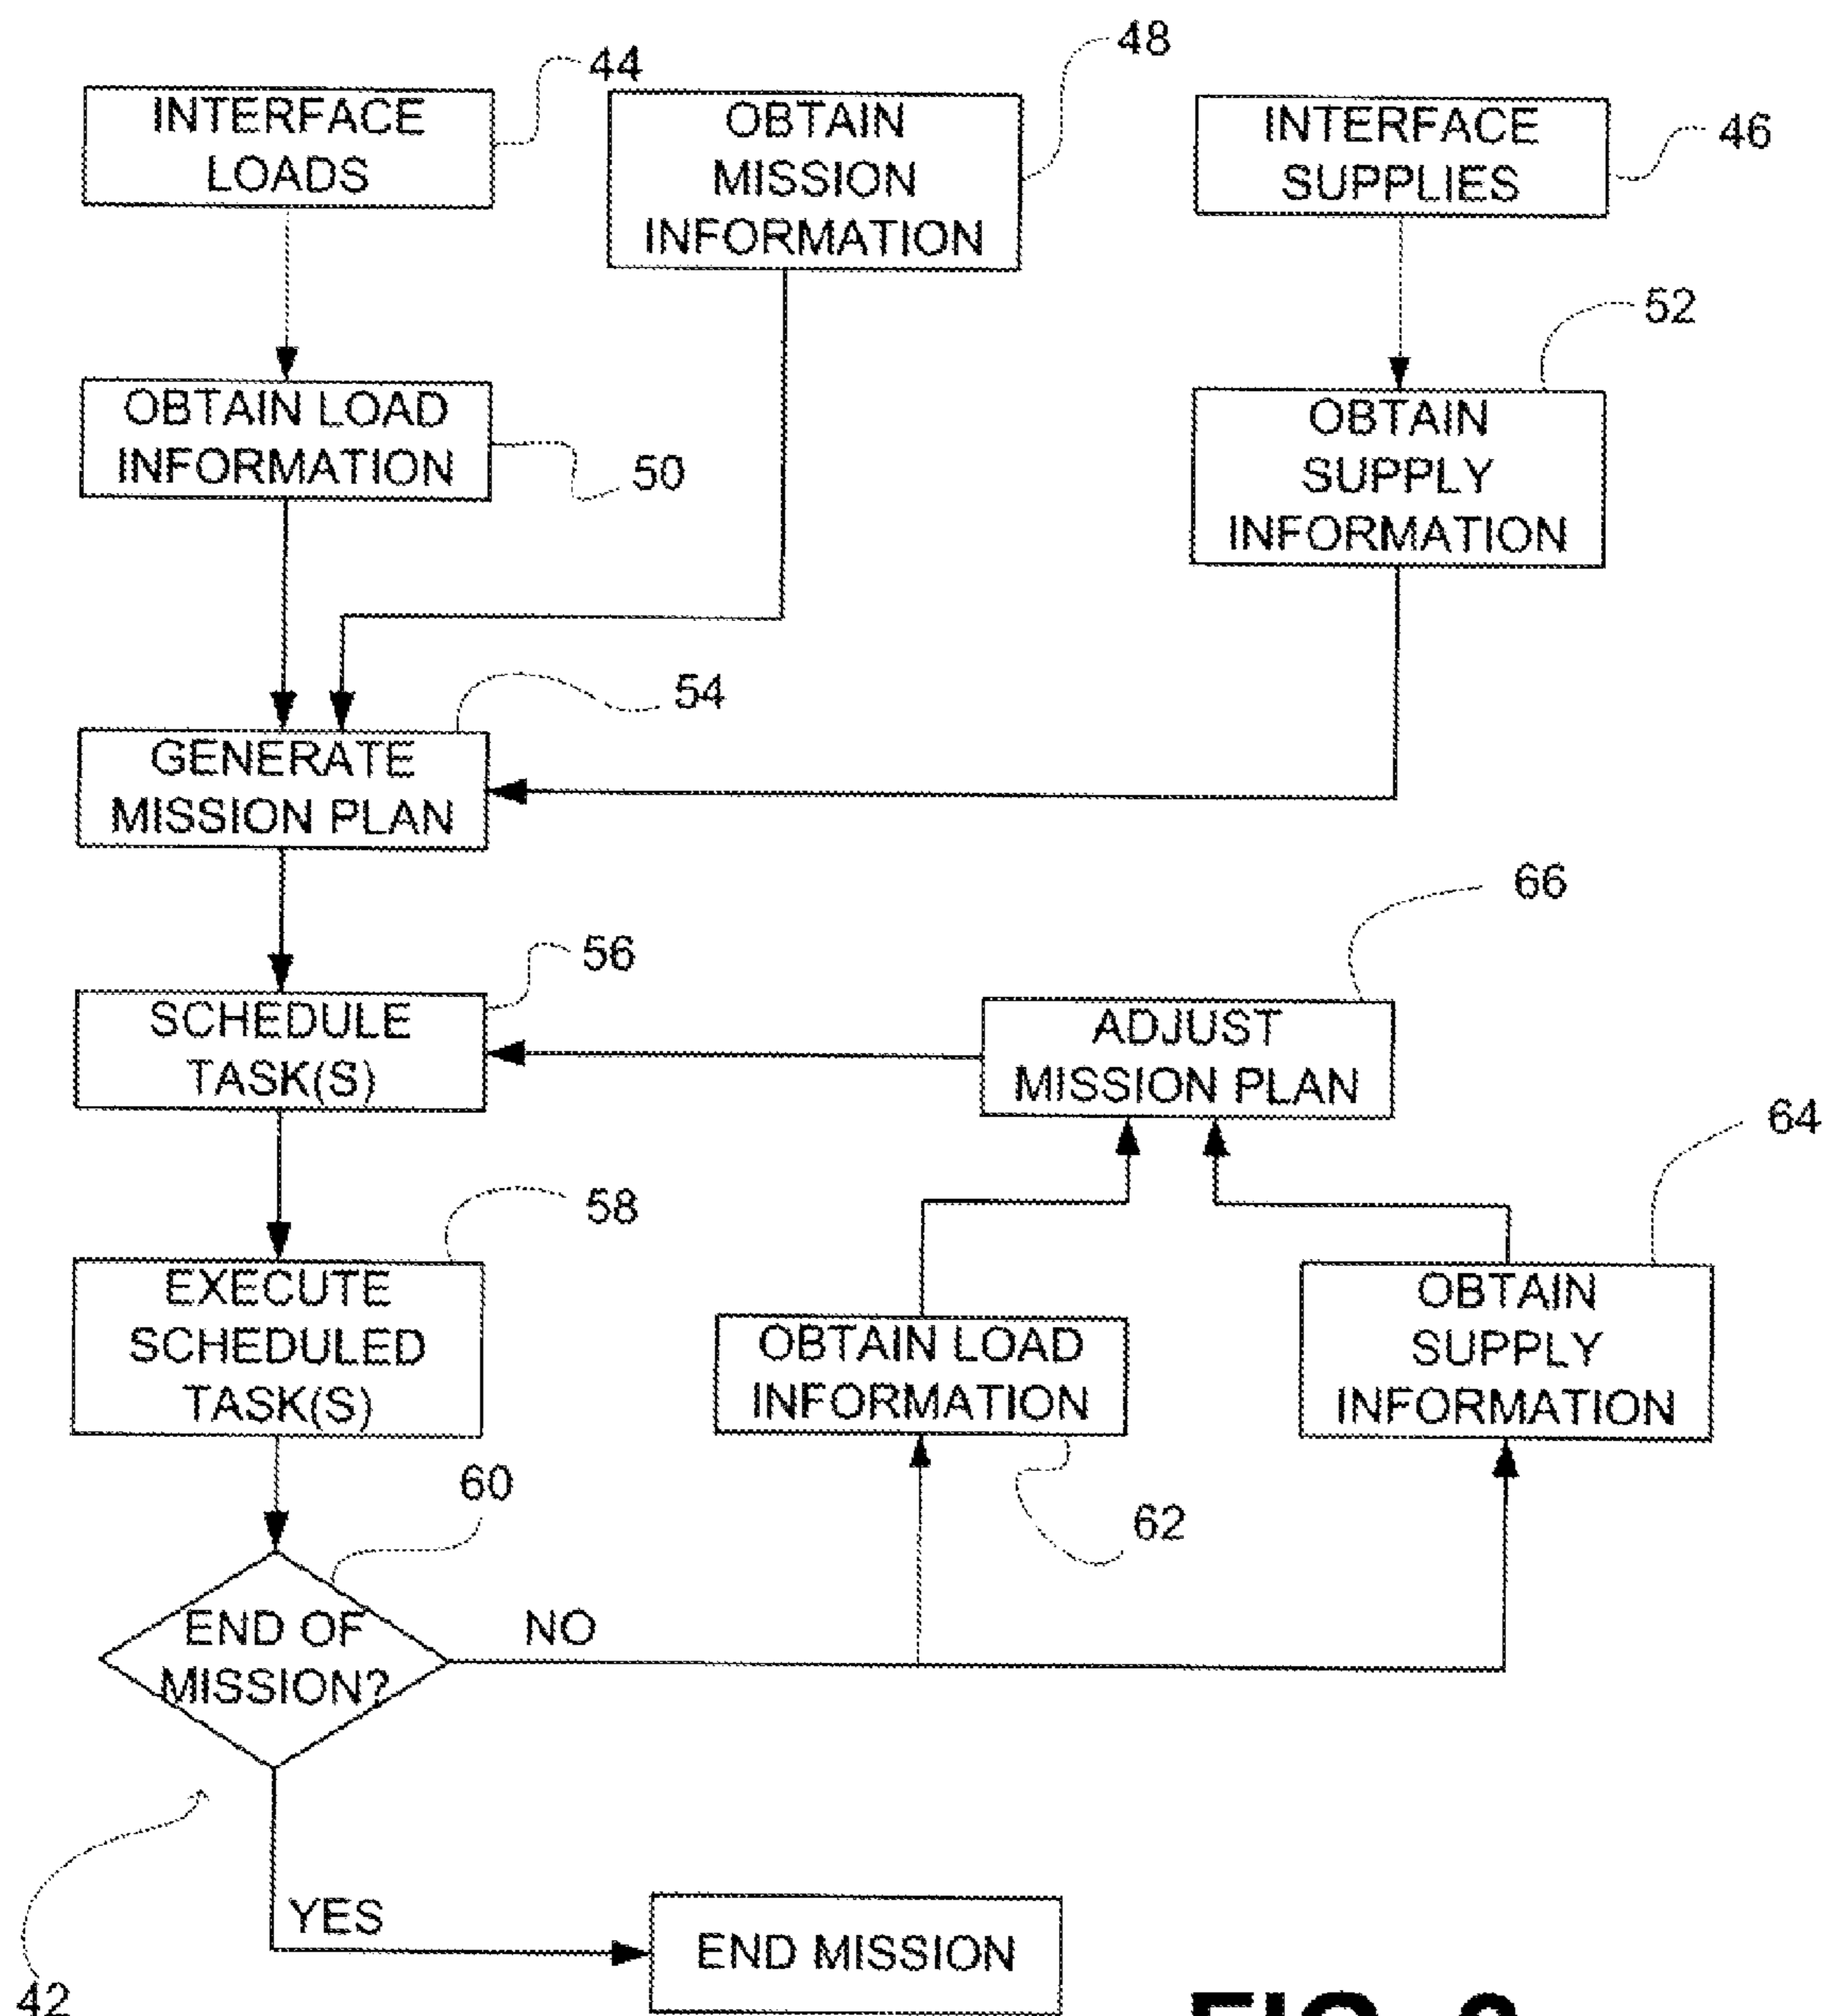 44
48
INTERFACE
LOADS
OBTAIN
MISSION
INFORMATION
INTERFACE
SUPPLIES
46
52
OBTAIN LOAD
INFORMATION
50
OBTAIN
SUPPLY
INFORMATION
54
GENERATE
MISSION PLAN
66
56
SCHEDULE
TASK(S)
ADJUST
MISSION PLAN
64
58
EXECUTE
SCHEDULED
TASK(S)
OBTAIN LOAD
INFORMATION
OBTAIN
SUPPLY
INFORMATION
60
62
END OF
MISSION?
NO
YES
END MISSION
42